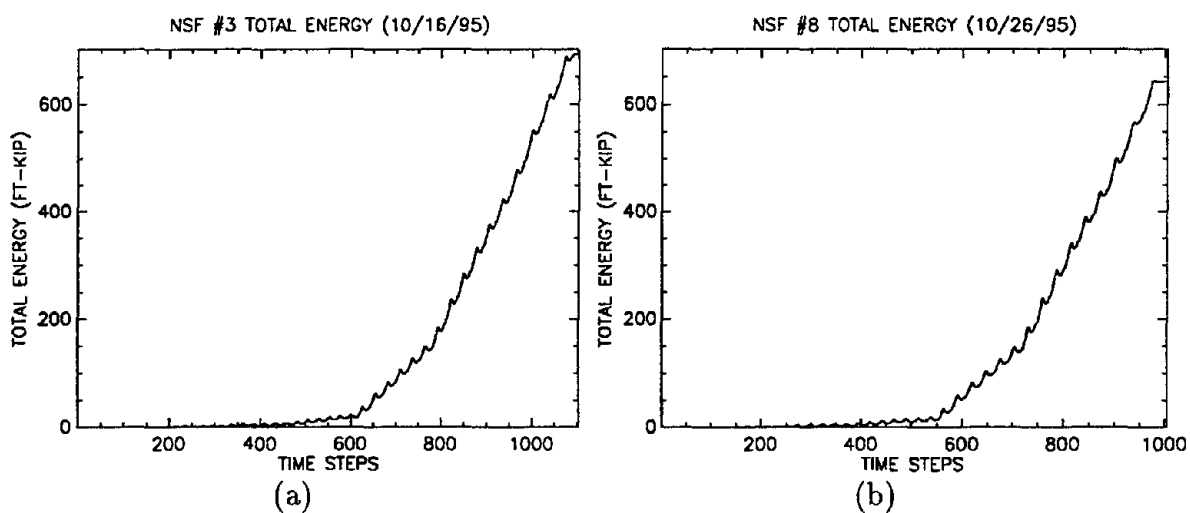 NSF #3 TOTAL ENERGY (10/16/95)
TOTAL ENERGY (FT-KIP)
600
400
200
0
200 400 600 800 1000
TIME STEPS
(a)
NSF #8 TOTAL ENERGY (10/26/95)
TOTAL ENERGY (FT-KIP)
600
400
200
0
200 400 600 800 1000
TIME STEPS
(b)